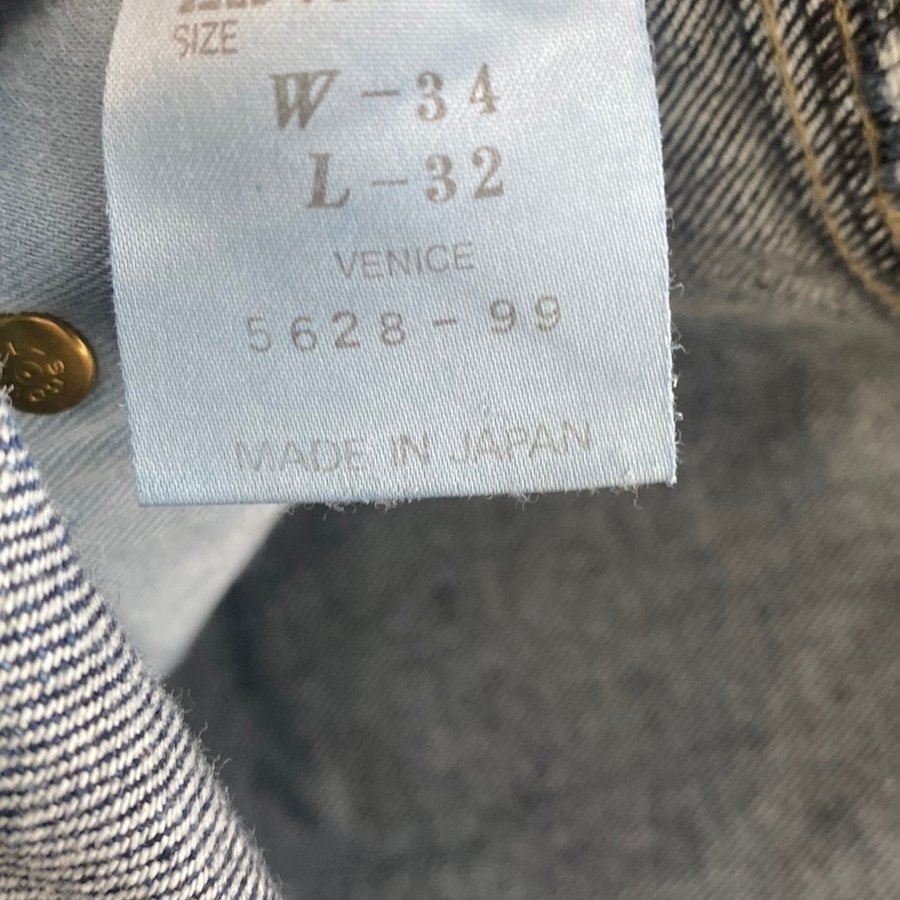 SIZE
W-34
L-32
VENICE
5628-99
MADE IN JAPAN